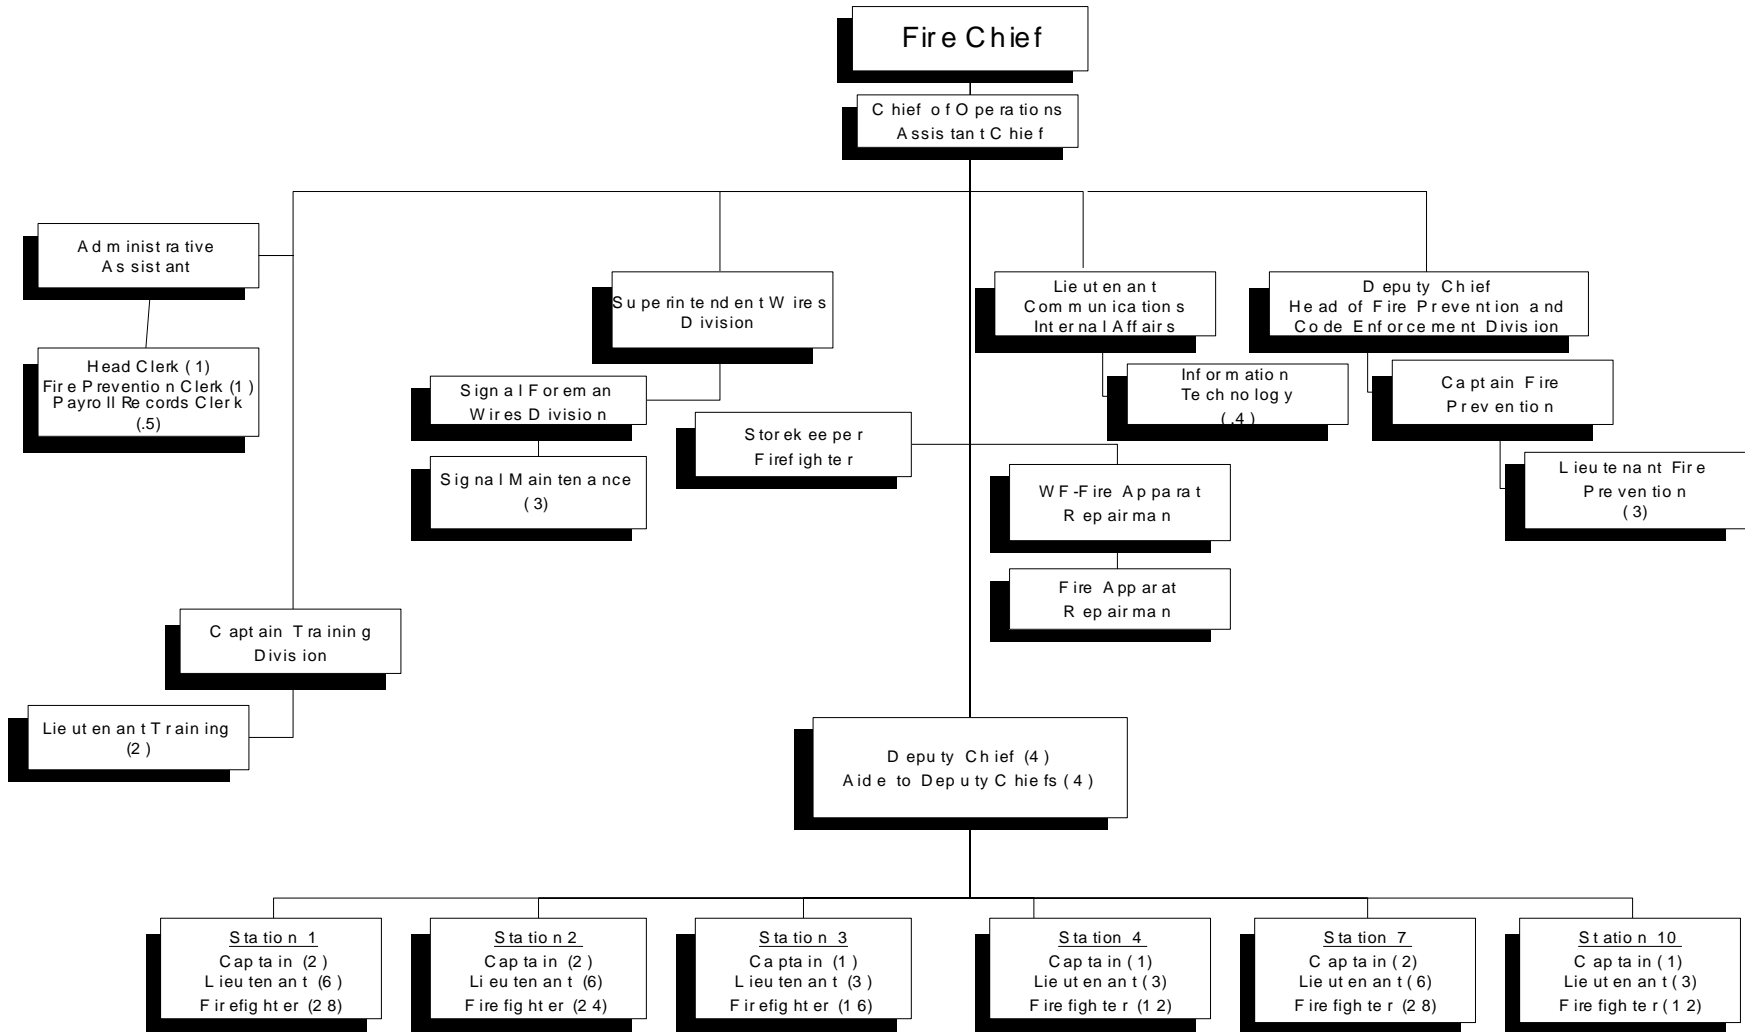 Fire Chief
Chief of Operations
Assistant Chief
Administrative
Assistant
Head Clerk (1)
Fire Prevention Clerk (1)
Payroll Records Clerk
(.5)
Superintendent Wires
Division
Signal Foreman
Wires Division
Signal Maintenance
(3)
Storekeeper
Firefighter
Lieutenant
Communications
Internal Affairs
Information
Technology
(.4)
Deputy Chief
Head of Fire Prevention and
Code Enforcement Division
Captain Fire
Prevention
Lieutenant Fire
Prevention
(3)
WF-Fire Apparat
Repairman
Fire Apparat
Repairman
Captain Training
Division
Lieutenant Training
(2)
Deputy Chief (4)
Aide to Deputy Chiefs (4)
Station 1
Captain (2)
Lieutenant (6)
Firefighter (28)
Station 2
Captain (2)
Lieutenant (6)
Firefighter (24)
Station 3
Captain (1)
Lieutenant (3)
Firefighter (16)
Station 4
Captain (1)
Lieutenant (3)
Firefighter (12)
Station 7
Captain (2)
Lieutenant (6)
Firefighter (28)
Station 10
Captain (1)
Lieutenant (3)
Firefighter (12)